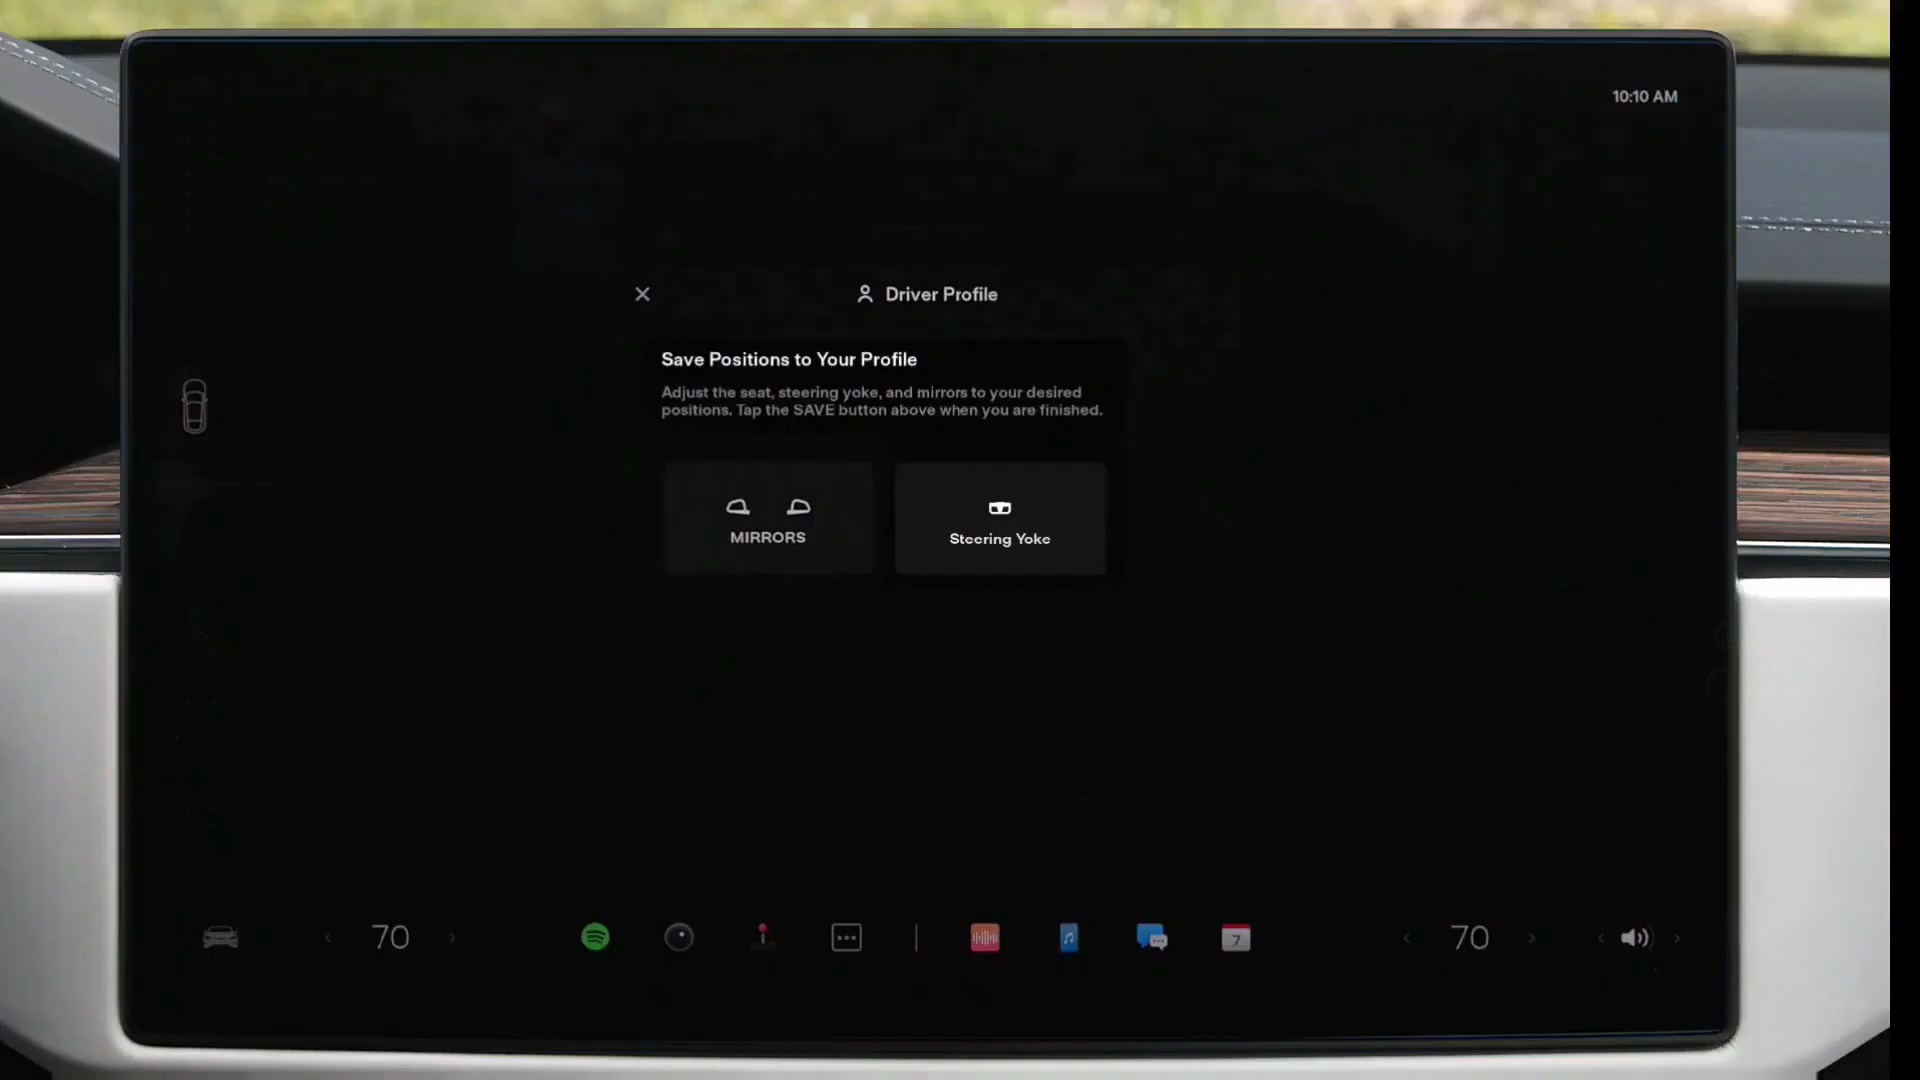 10:10 AM
Driver Profile
Save Positions to Your Profile
Adjust the seat, steering yoke, and mirrors to your desired
positions. Tap the SAVE button above when you are finished.
MIRRORS
Steering Yoke
70
7
70